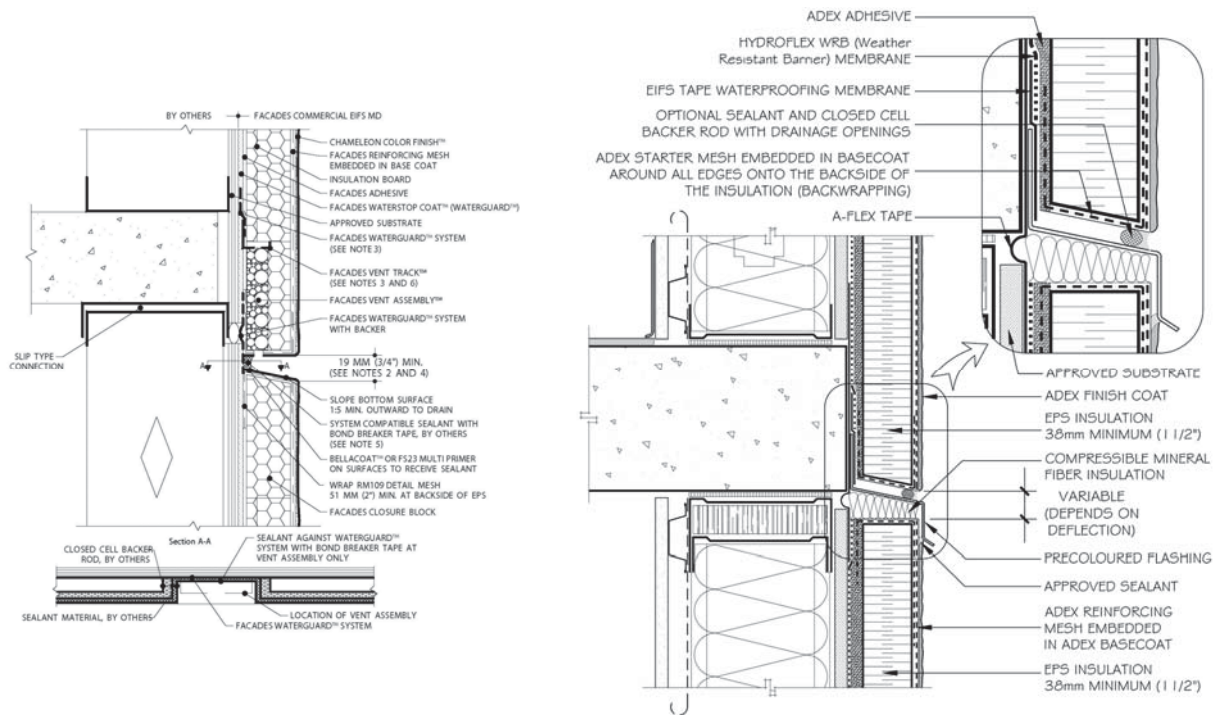 BY OTHERS
FACADES COMMERCIAL EIFS MD
CHAMELEON COLOR FINISH™
FACADES REINFORCING MESH
EMBEDDED IN BASE COAT
INSULATION BOARD
FACADES ADHESIVE
FACADES WATERSTOP COAT™ (WATERGUARD™)
APPROVED SUBSTRATE
FACADES WATERGUARD™ SYSTEM
(SEE NOTE 3)
FACADES VENT TRACK™
(SEE NOTES 3 AND 6)
FACADES VENT ASSEMBLY™
FACADES WATERGUARD™ SYSTEM
WITH BACKER
SLIP TYPE
CONNECTION
A
A
19 MM (3/4") MIN.
(SEE NOTES 2 AND 4)
SLOPE BOTTOM SURFACE
1:5 MIN. OUTWARD TO DRAIN
SYSTEM COMPATIBLE SEALANT WITH
BOND BREAKER TAPE, BY OTHERS
(SEE NOTE 5)
BELLACOAT™ OR FS23 MULTI PRIMER
ON SURFACES TO RECEIVE SEALANT
WRAP RM109 DETAIL MESH
51 MM (2") MIN. AT BACKSIDE OF EPS
FACADES CLOSURE BLOCK
Section A-A
SEALANT AGAINST WATERGUARD™
SYSTEM WITH BOND BREAKER TAPE AT
VENT ASSEMBLY ONLY
CLOSED CELL BACKER
ROD, BY OTHERS
LOCATION OF VENT ASSEMBLY
SEALANT MATERIAL, BY OTHERS
FACADES WATERGUARD™ SYSTEM
ADEX ADHESIVE
HYDROFLEX WRB (Weather
Resistant Barrier) MEMBRANE
EIFS TAPE WATERPROOFING MEMBRANE
OPTIONAL SEALANT AND CLOSED CELL
BACKER ROD WITH DRAINAGE OPENINGS
ADEX STARTER MESH EMBEDDED IN BASECOAT
AROUND ALL EDGES ONTO THE BACKSIDE OF
THE INSULATION (BACKWRAPPING)
A-FLEX TAPE
APPROVED SUBSTRATE
ADEX FINISH COAT
EPS INSULATION
38mm MINIMUM (1 1/2")
COMPRESSIBLE MINERAL
FIBER INSULATION
VARIABLE
(DEPENDS ON
DEFLECTION)
PRECOLOURED FLASHING
APPROVED SEALANT
ADEX REINFORCING
MESH EMBEDDED
IN ADEX BASECOAT
EPS INSULATION
38mm MINIMUM (1 1/2")